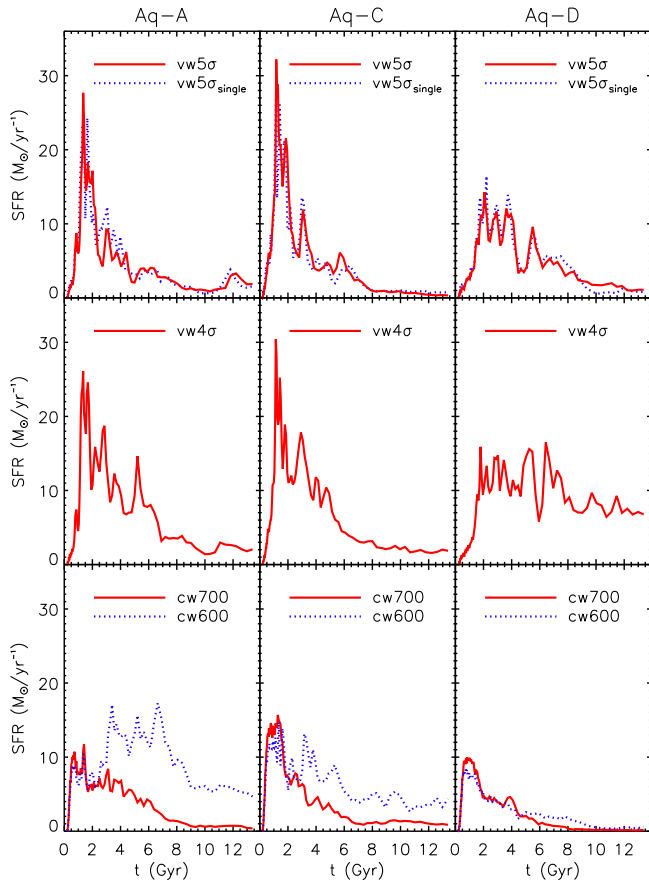 Aq-A Aq-C Aq-D
SFR (M⊙/yr⁻¹)
30
20
10
0
vw5σ
vw5σsingle
vw5σ
vw5σsingle
vw5σ
vw5σsingle
SFR (M⊙/yr⁻¹)
30
20
10
0
vw4σ
vw4σ
vw4σ
SFR (M⊙/yr⁻¹)
30
20
10
0
cw700
cw600
cw700
cw600
cw700
cw600
0 2 4 6 8 10 12 0 2 4 6 8 10 12 0 2 4 6 8 10 12
t (Gyr) t (Gyr) t (Gyr)